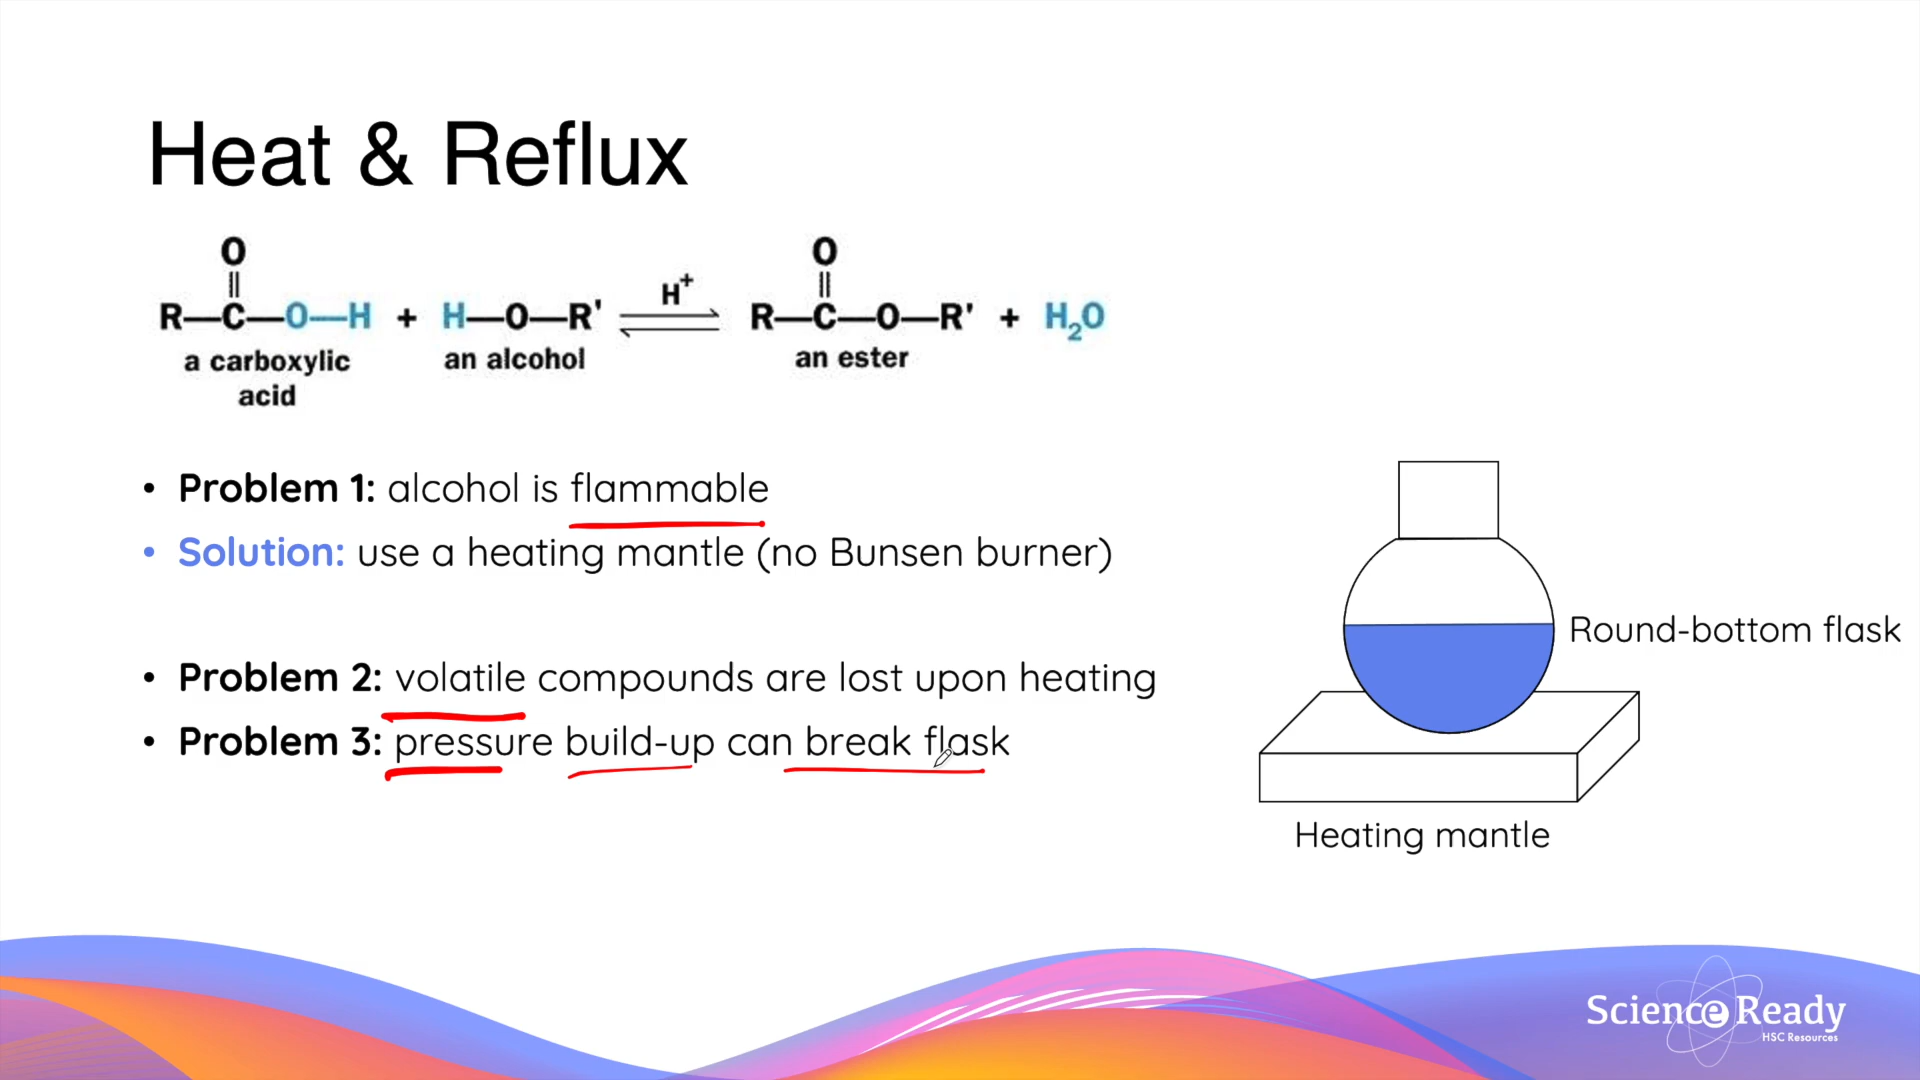 Heat & Reflux
O O
|| ||
R—C—O—H + H—O—R' H⁺ R—C—O—R' + H₂O
a carboxylic an alcohol an ester
acid
• Problem 1: alcohol is flammable
• Solution: use a heating mantle (no Bunsen burner)
• Problem 2: volatile compounds are lost upon heating
• Problem 3: pressure build-up can break flask
Round-bottom flask
Heating mantle
Science Ready
HSC Resources